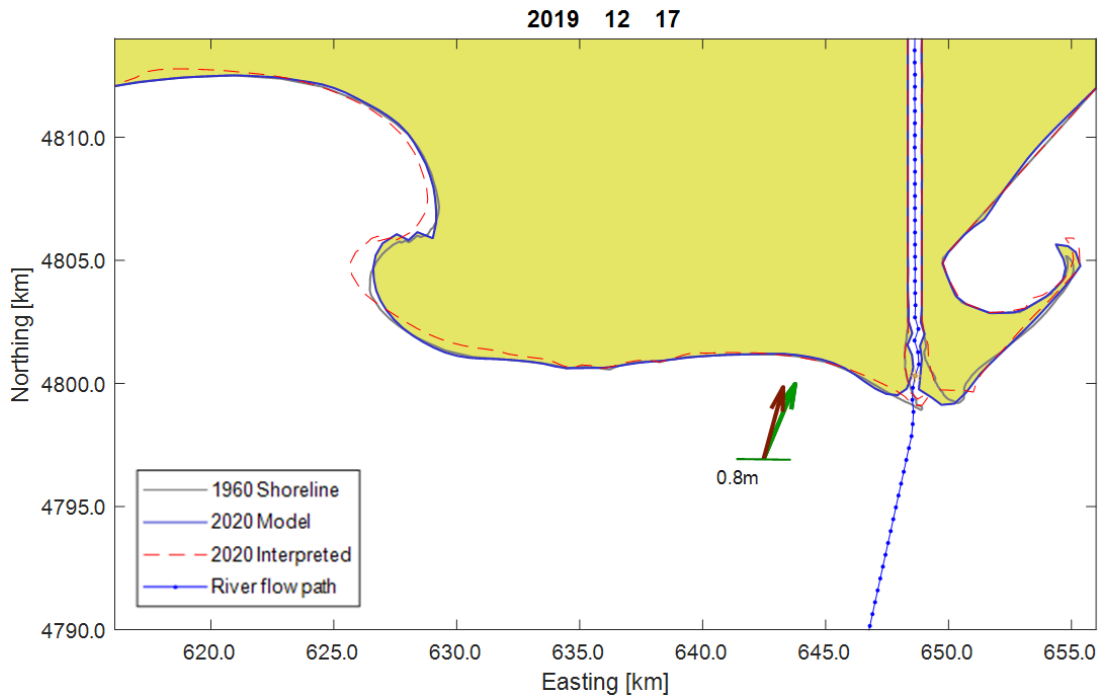 2019 12 17
4810.0
4805.0
4800.0
4795.0
4790.0
Northing [km]
0.8m
1960 Shoreline
2020 Model
2020 Interpreted
River flow path
620.0 625.0 630.0 635.0 640.0 645.0 650.0 655.0
Easting [km]